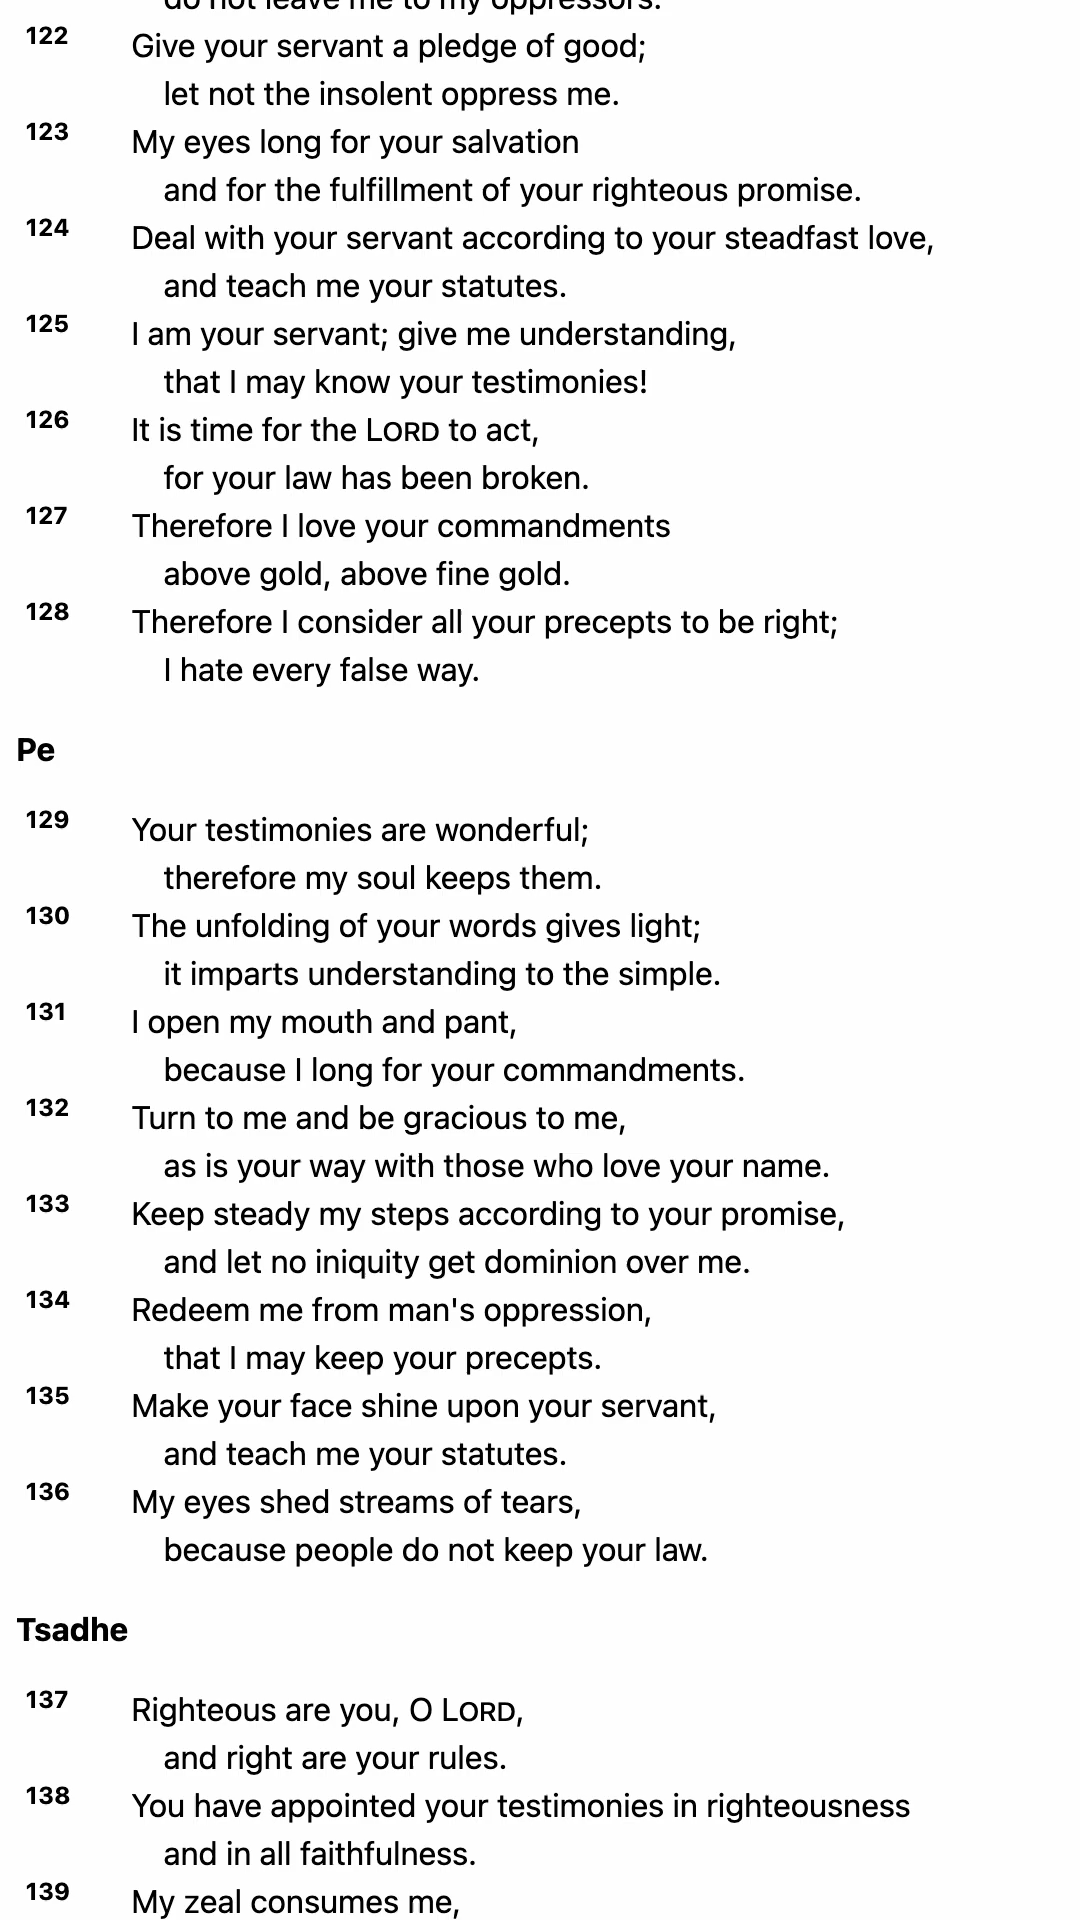 do not leave me to my oppressors.
122 Give your servant a pledge of good;
let not the insolent oppress me.
123 My eyes long for your salvation
and for the fulfillment of your righteous promise.
124 Deal with your servant according to your steadfast love,
and teach me your statutes.
125 I am your servant; give me understanding,
that I may know your testimonies!
126 It is time for the LORD to act,
for your law has been broken.
127 Therefore I love your commandments
above gold, above fine gold.
128 Therefore I consider all your precepts to be right;
I hate every false way.
Pe
129 Your testimonies are wonderful;
therefore my soul keeps them.
130 The unfolding of your words gives light;
it imparts understanding to the simple.
131 I open my mouth and pant,
because I long for your commandments.
132 Turn to me and be gracious to me,
as is your way with those who love your name.
133 Keep steady my steps according to your promise,
and let no iniquity get dominion over me.
134 Redeem me from man's oppression,
that I may keep your precepts.
135 Make your face shine upon your servant,
and teach me your statutes.
136 My eyes shed streams of tears,
because people do not keep your law.
Tsadhe
137 Righteous are you, O LORD,
and right are your rules.
138 You have appointed your testimonies in righteousness
and in all faithfulness.
139 My zeal consumes me,